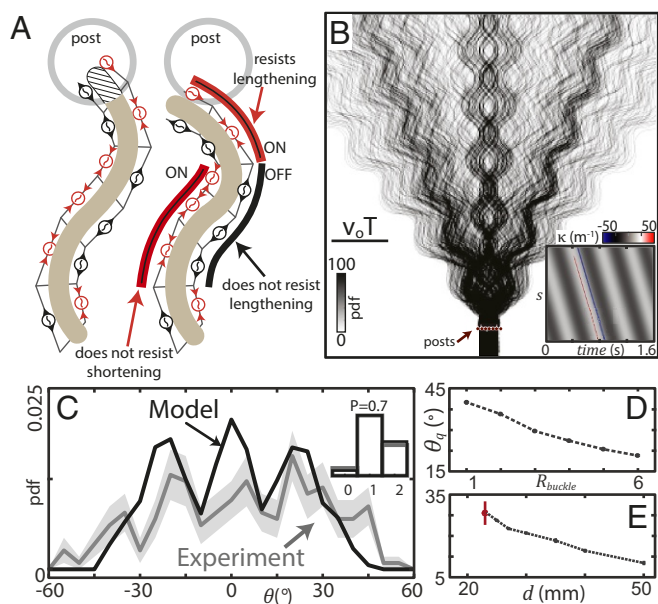 A
post
post
resists
lengthening
ON
OFF
ON
does not resist
lengthening
does not resist
shortening
B
v₀T
100
pdf
0
posts
-50
κ (m⁻¹)
50
s
0
time (s)
1.6
C
0.025
pdf
0
Model
Experiment
P=0.7
0
1
2
-60
-30
0
30
60
θ(°)
D
45
θq (°)
15
1
R_buckle
6
E
35
5
20
d (mm)
50